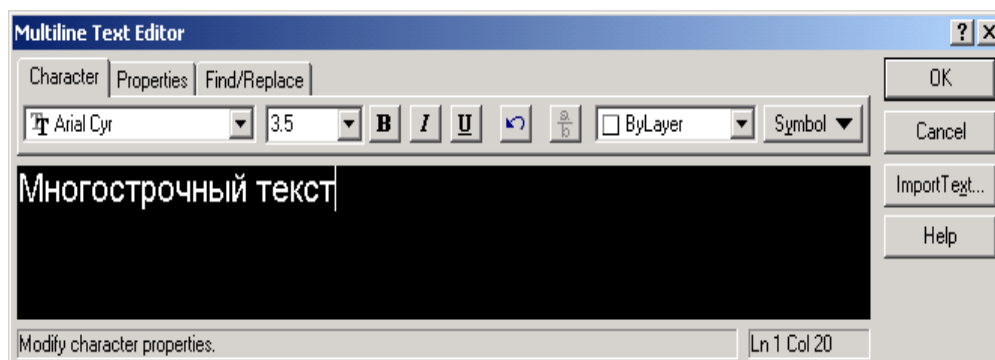 Multiline Text Editor
? X
Character Properties Find/Replace
OK
Arial Cyr 3.5 B I U a/b ByLayer Symbol
Cancel
Многострочный текст
ImportText...
Help
Modify character properties. Ln 1 Col 20